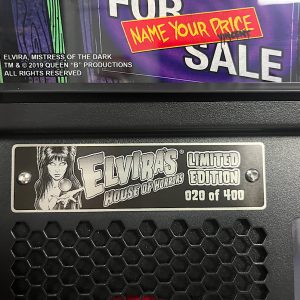 FOR
NAME YOUR PRICE
SALE
ELVIRA, MISTRESS OF THE DARK
TM & © 2019 QUEEN "B" PRODUCTIONS
ALL RIGHTS RESERVED
ELVIRA'S
HOUSE OF HORRORS
LIMITED
EDITION
020 of 400